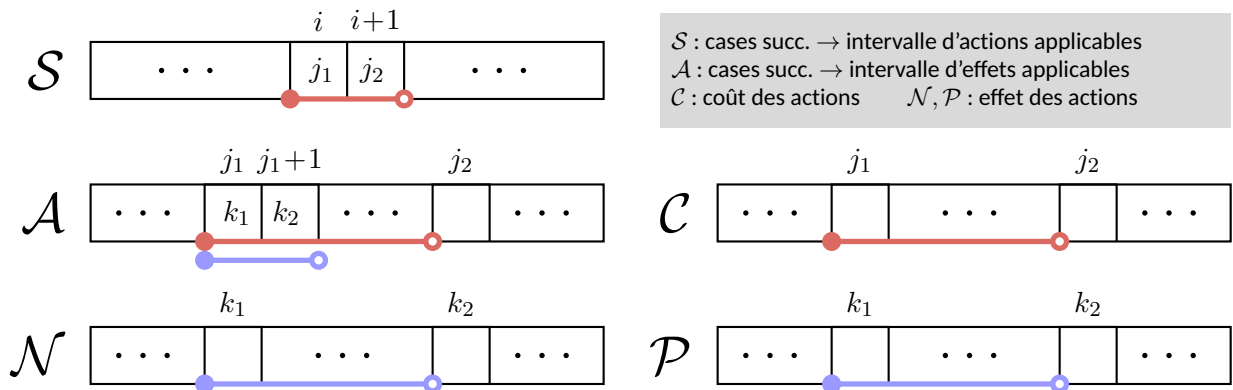 i i+1
𝒮 · · · j₁ j₂ · · ·
𝒮 : cases succ. → intervalle d'actions applicables
𝒜 : cases succ. → intervalle d'effets applicables
𝒞 : coût des actions 𝒩, 𝒫 : effet des actions
j₁ j₁+1 j₂
𝒜 · · · k₁ k₂ · · · · · ·
j₁ j₂
𝒞 · · · · · · · · ·
k₁ k₂
𝒩 · · · · · · · · ·
k₁ k₂
𝒫 · · · · · · · · ·